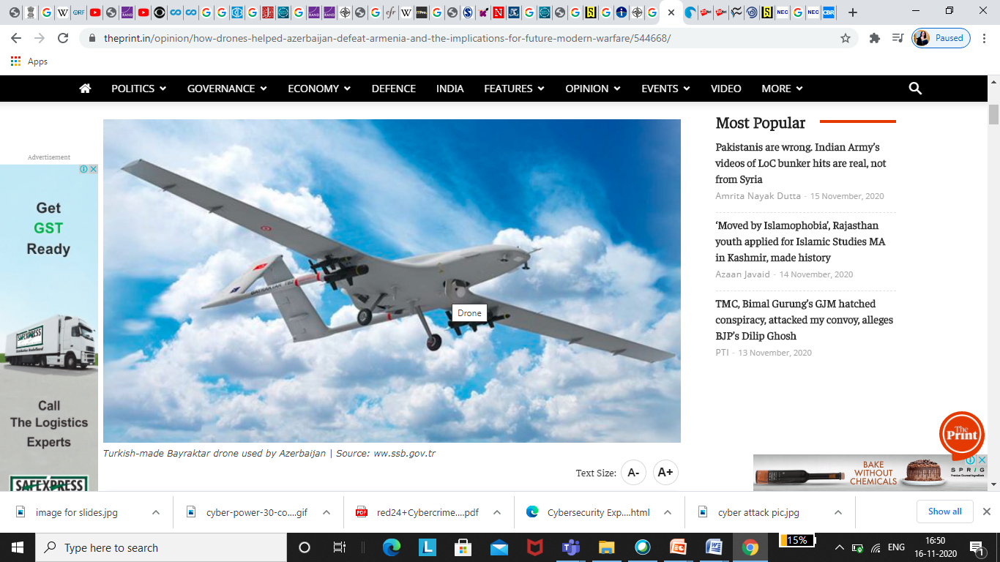 theprint.in/opinion/how-drones-helped-azerbaijan-defeat-armenia-and-the-implications-for-future-modern-warfare/544668/
Paused
Apps
POLITICS GOVERNANCE ECONOMY DEFENCE INDIA FEATURES OPINION EVENTS VIDEO MORE
Advertisement
Get
GST
Ready
SAFEXPRESS
Call
The Logistics
Experts
SAFEXPRESS
BAYRAKTAR TB2
Drone
Turkish-made Bayraktar drone used by Azerbaijan | Source: ww.ssb.gov.tr
Text Size: A- A+
Most Popular
Pakistanis are wrong. Indian Army’s
videos of LoC bunker hits are real, not
from Syria
Amrita Nayak Dutta - 15 November, 2020
‘Moved by Islamophobia’, Rajasthan
youth applied for Islamic Studies MA
in Kashmir, made history
Azaan Javaid - 14 November, 2020
TMC, Bimal Gurung’s GJM hatched
conspiracy, attacked my convoy, alleges
BJP’s Dilip Ghosh
PTI - 13 November, 2020
The
Print
BAKE
WITHOUT
CHEMICALS
SPRIG
image for slides.jpg
cyber-power-30-co....gif
PDF
red24+Cybercrime....pdf
Cybersecurity Exp....html
cyber attack pic.jpg
Show all
Type here to search
15%
ENG
16:50
16-11-2020
1